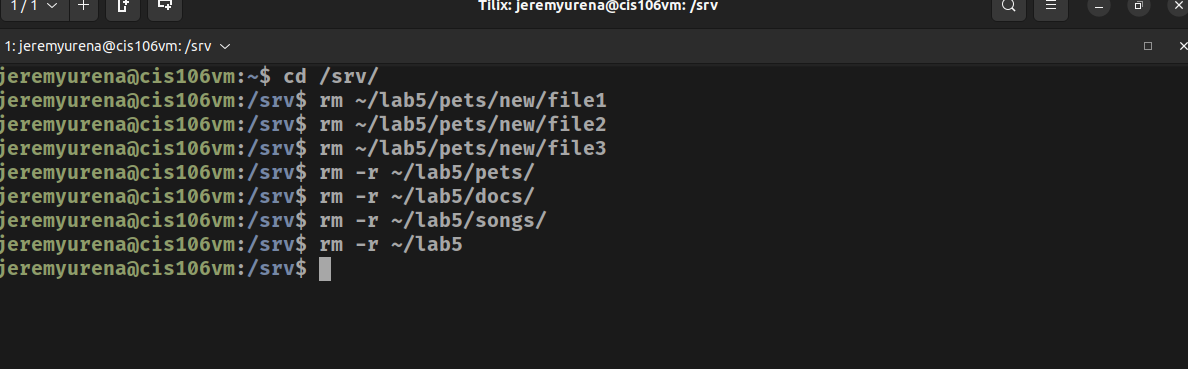 1 / 1
Tilix: jeremyurena@cis106vm: /srv
1: jeremyurena@cis106vm: /srv
jeremyurena@cis106vm:~$ cd /srv/
jeremyurena@cis106vm:/srv$ rm ~/lab5/pets/new/file1
jeremyurena@cis106vm:/srv$ rm ~/lab5/pets/new/file2
jeremyurena@cis106vm:/srv$ rm ~/lab5/pets/new/file3
jeremyurena@cis106vm:/srv$ rm -r ~/lab5/pets/
jeremyurena@cis106vm:/srv$ rm -r ~/lab5/docs/
jeremyurena@cis106vm:/srv$ rm -r ~/lab5/songs/
jeremyurena@cis106vm:/srv$ rm -r ~/lab5
jeremyurena@cis106vm:/srv$